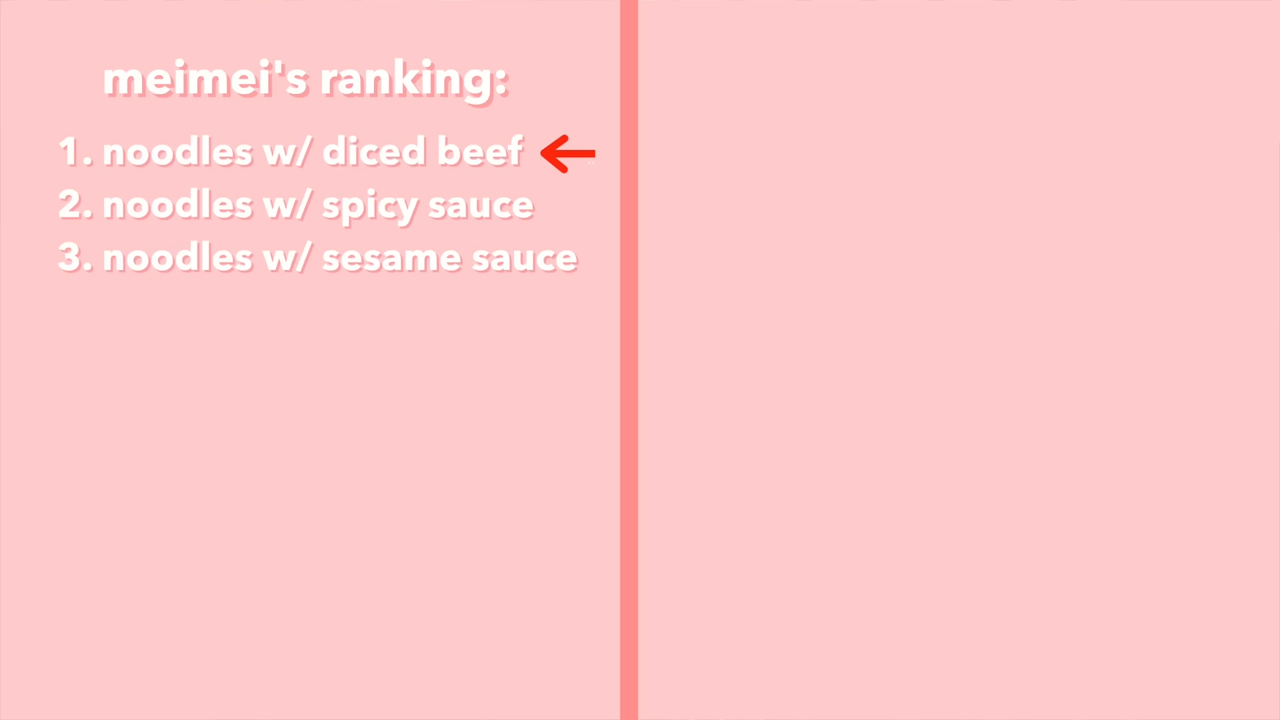 meimei's ranking:
1. noodles w/ diced beef
2. noodles w/ spicy sauce
3. noodles w/ sesame sauce